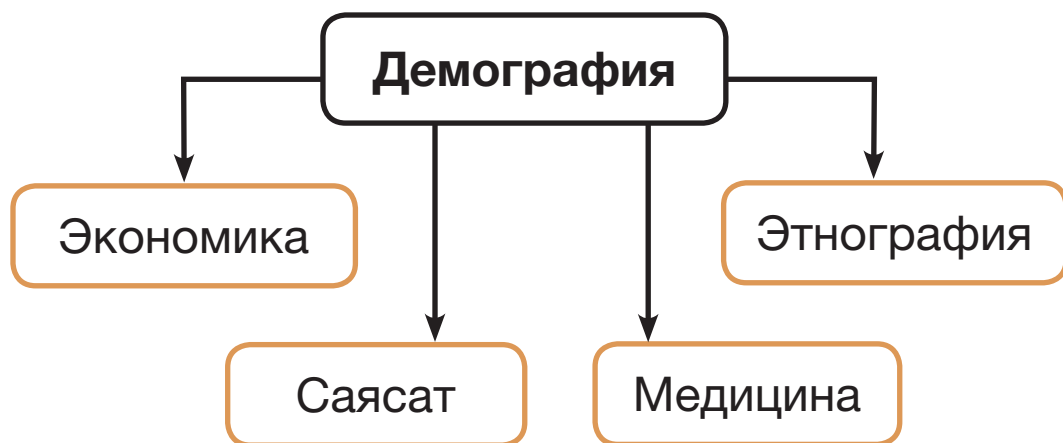 Демография
Экономика
Этнография
Саясат
Медицина